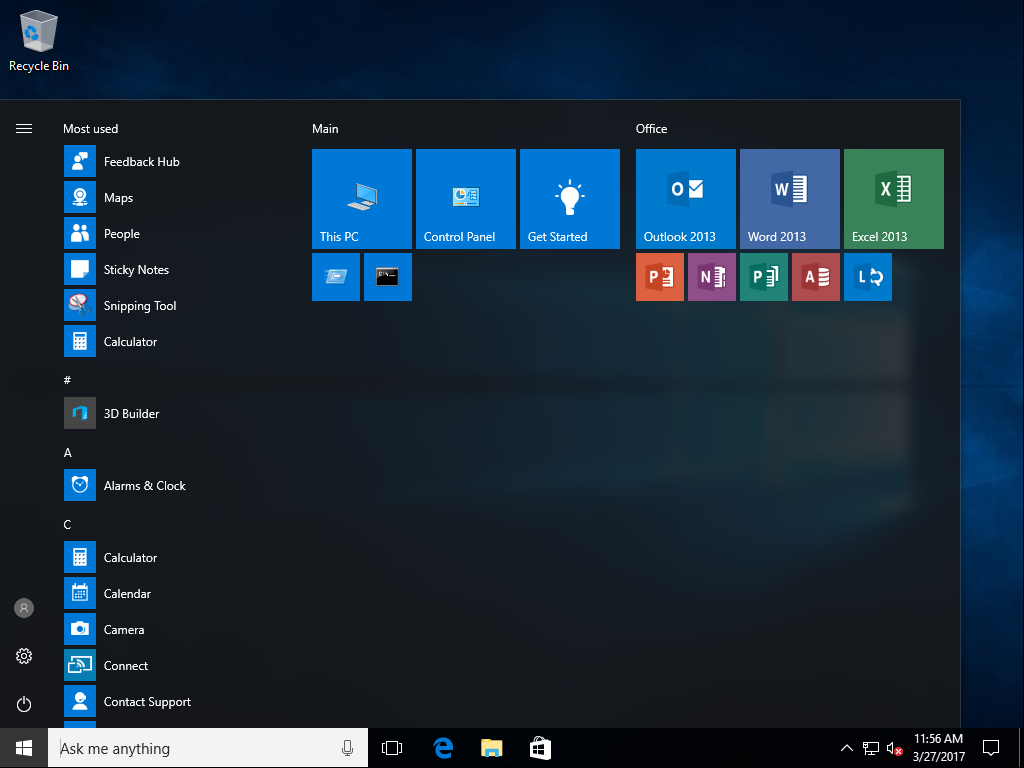 Recycle Bin
Most used
Feedback Hub
Maps
People
Sticky Notes
Snipping Tool
Calculator
#
3D Builder
A
Alarms & Clock
C
Calculator
Calendar
Camera
Connect
Contact Support
Main
This PC
Control Panel
Get Started
Office
Outlook 2013
Word 2013
Excel 2013
Ask me anything
11:56 AM
3/27/2017